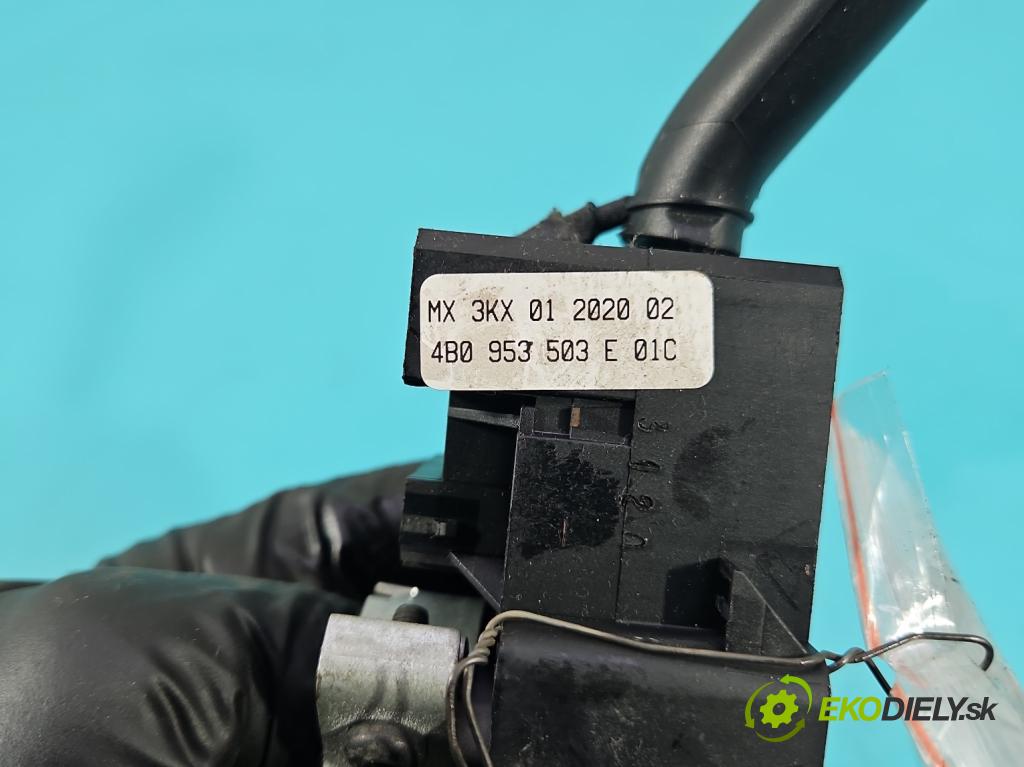 MX 3KX 01 2020 02
4B0 953 503 E 01C
EKODIELY.sk